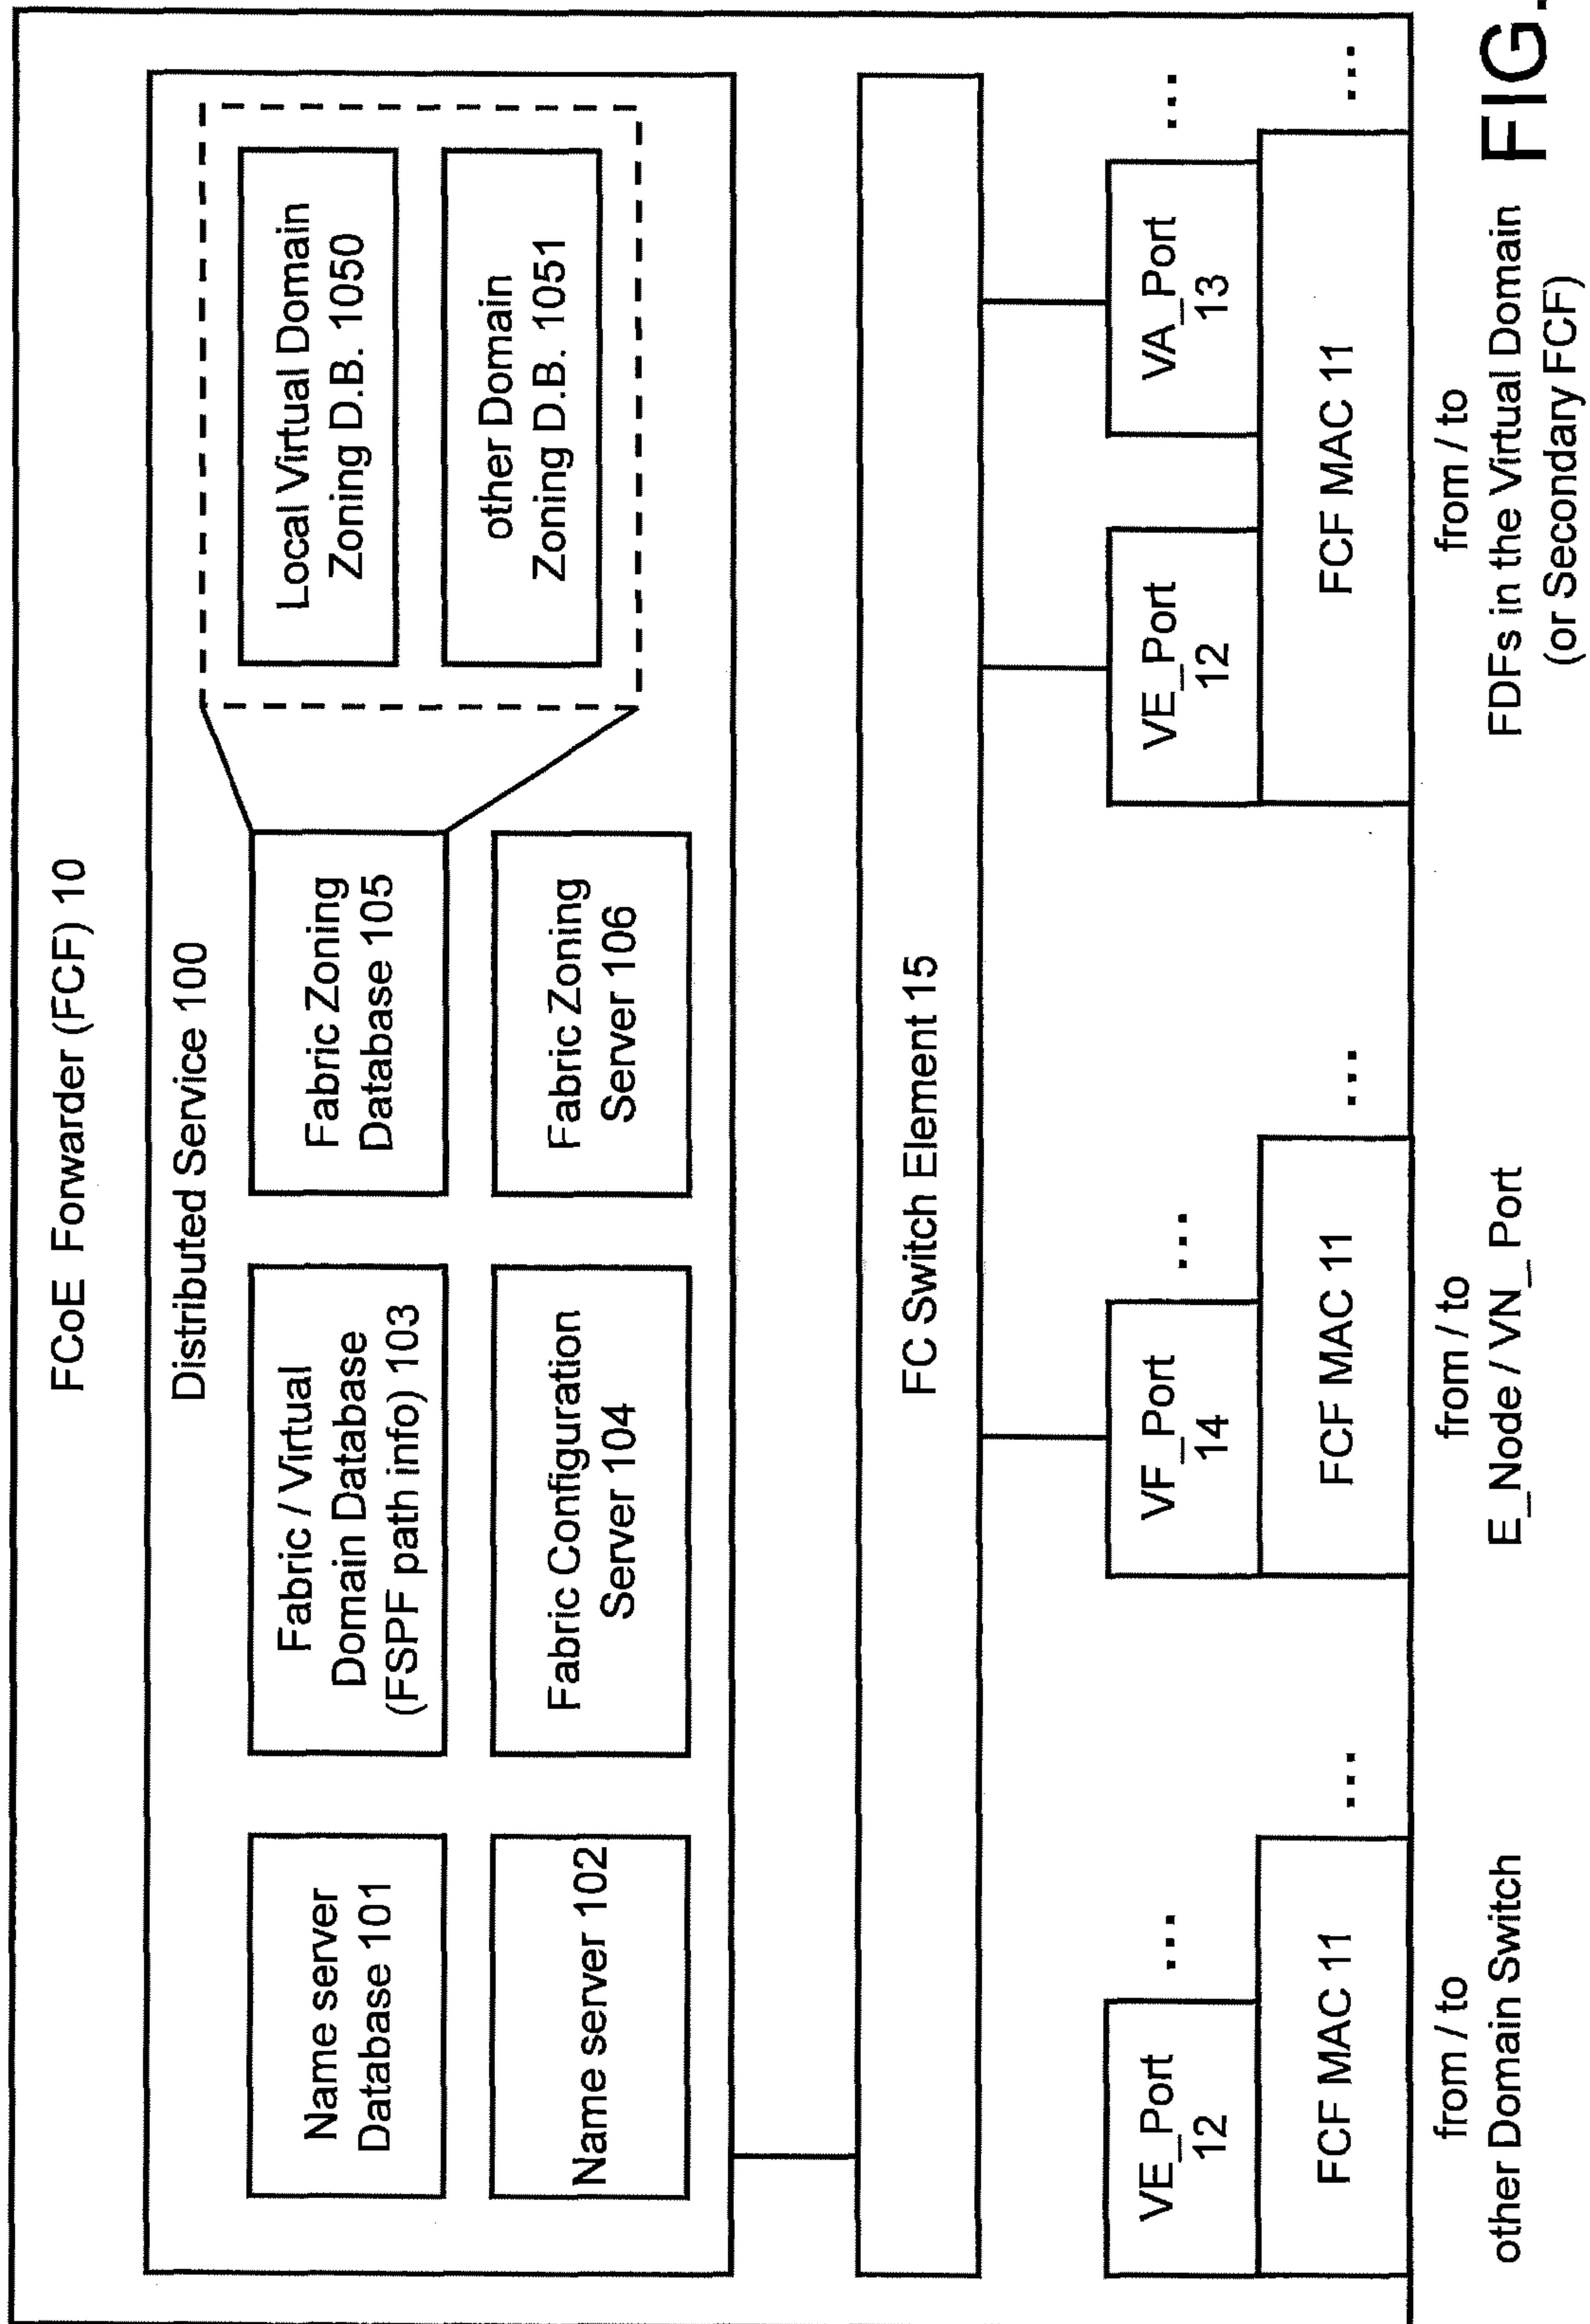 FCoE Forwarder (FCF) 10
Distributed Service 100
Name server
Database 101
Fabric / Virtual
Domain Database
(FSPF path info) 103
Fabric Zoning
Database 105
Local Virtual Domain
Zoning D.B. 1050
Name server 102
Fabric Configuration
Server 104
Fabric Zoning
Server 106
other Domain
Zoning D.B. 1051
FC Switch Element 15
VE_Port
12
...
VF_Port
14
...
VE_Port
12
VA_Port
13
...
FCF MAC 11
...
FCF MAC 11
...
FCF MAC 11
...
from / to
other Domain Switch
from / to
E_Node / VN_Port
from / to
FDFs in the Virtual Domain
(or Secondary FCF)
FIG.